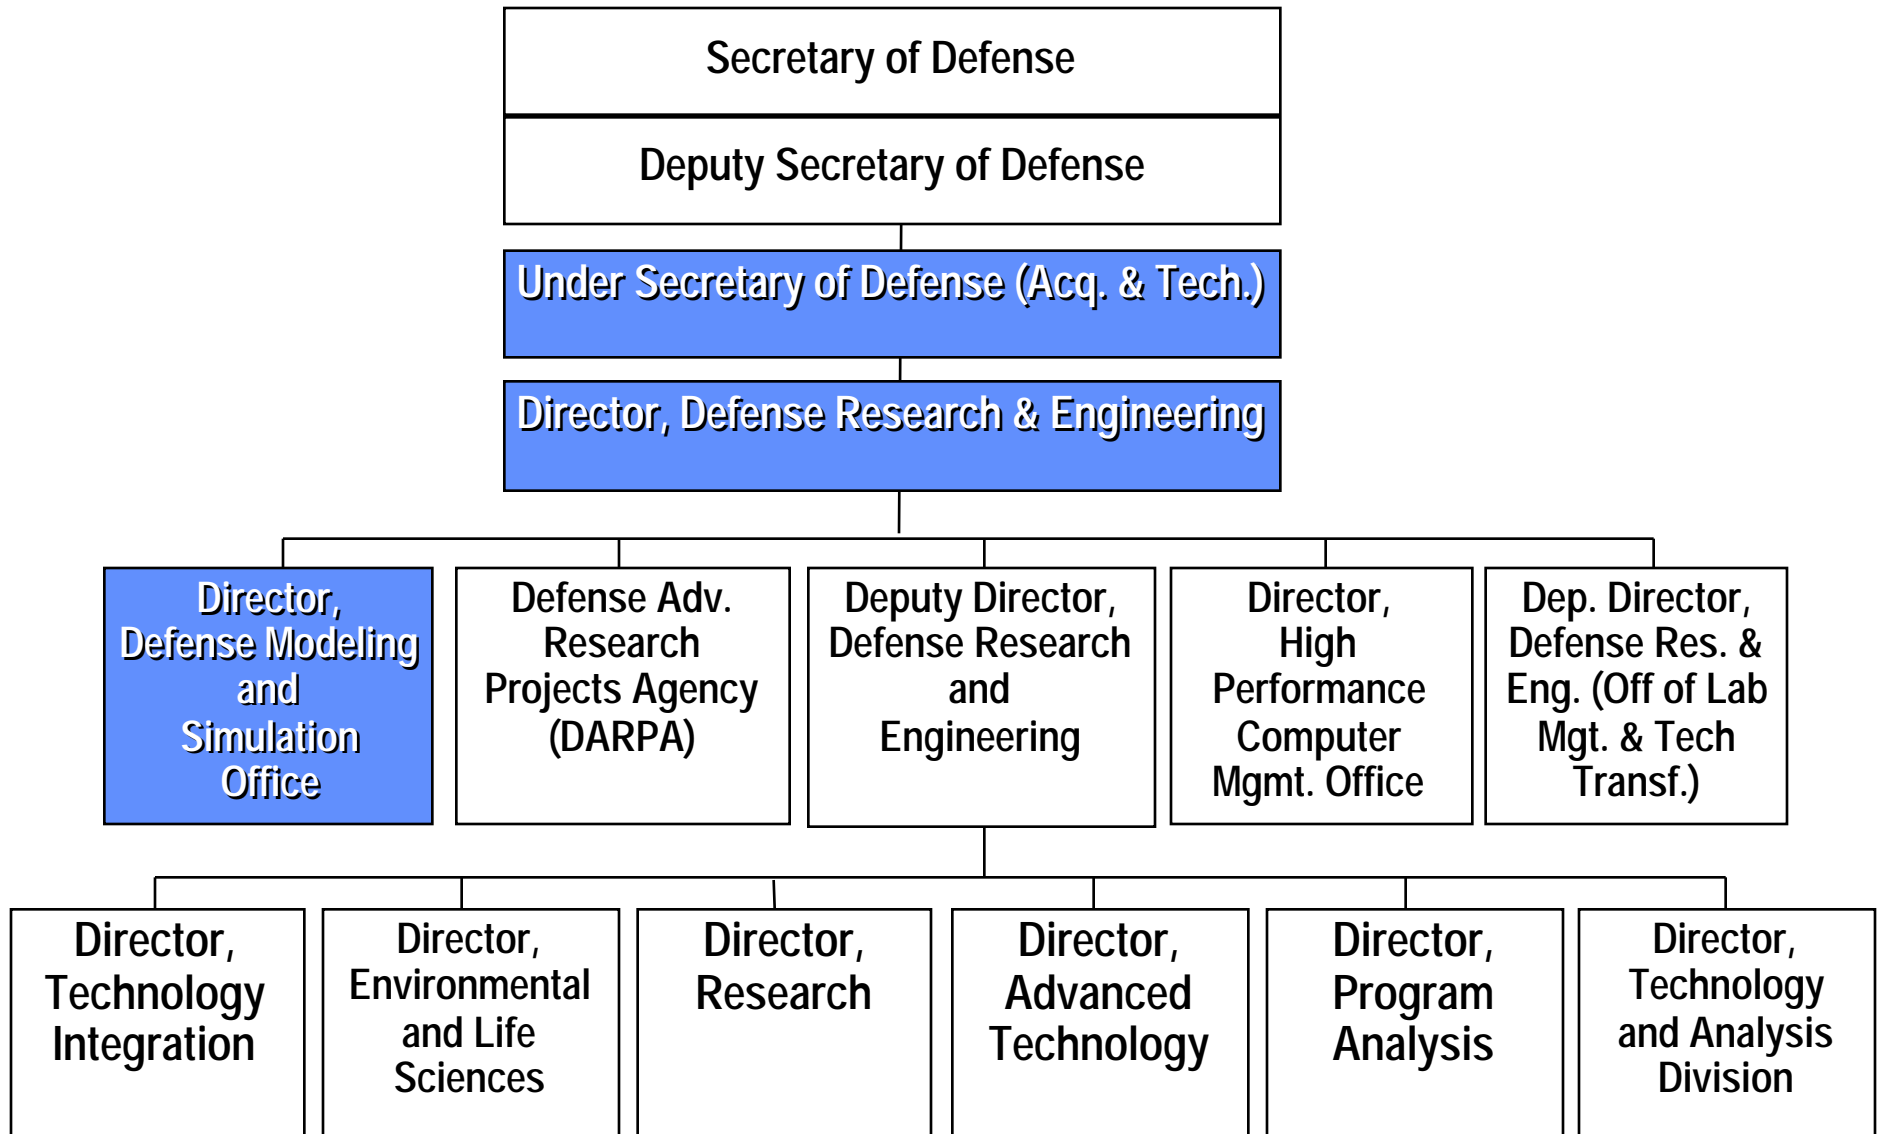 Secretary of Defense
Deputy Secretary of Defense
Under Secretary of Defense (Acq. & Tech.)
Director, Defense Research & Engineering
Director,
Defense Modeling
and
Simulation
Office
Defense Adv.
Research
Projects Agency
(DARPA)
Deputy Director,
Defense Research
and
Engineering
Director,
High
Performance
Computer
Mgmt. Office
Dep. Director,
Defense Res. &
Eng. (Off of Lab
Mgt. & Tech
Transf.)
Director,
Technology
Integration
Director,
Environmental
and Life
Sciences
Director,
Research
Director,
Advanced
Technology
Director,
Program
Analysis
Director,
Technology
and Analysis
Division